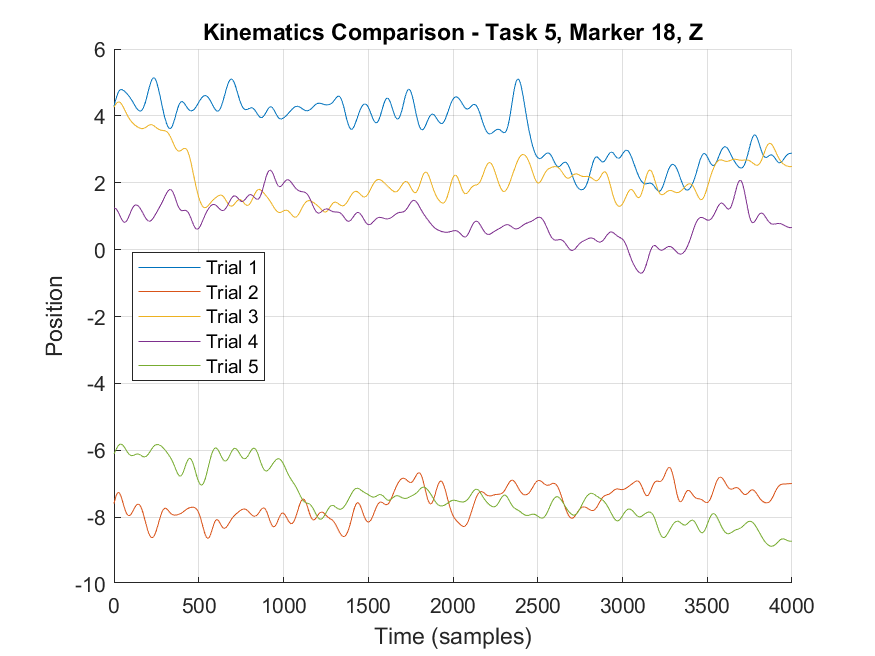 Kinematics Comparison - Task 5, Marker 18, Z
6
4
2
0
-2
-4
-6
-8
-10
Position
Trial 1
Trial 2
Trial 3
Trial 4
Trial 5
0 500 1000 1500 2000 2500 3000 3500 4000
Time (samples)